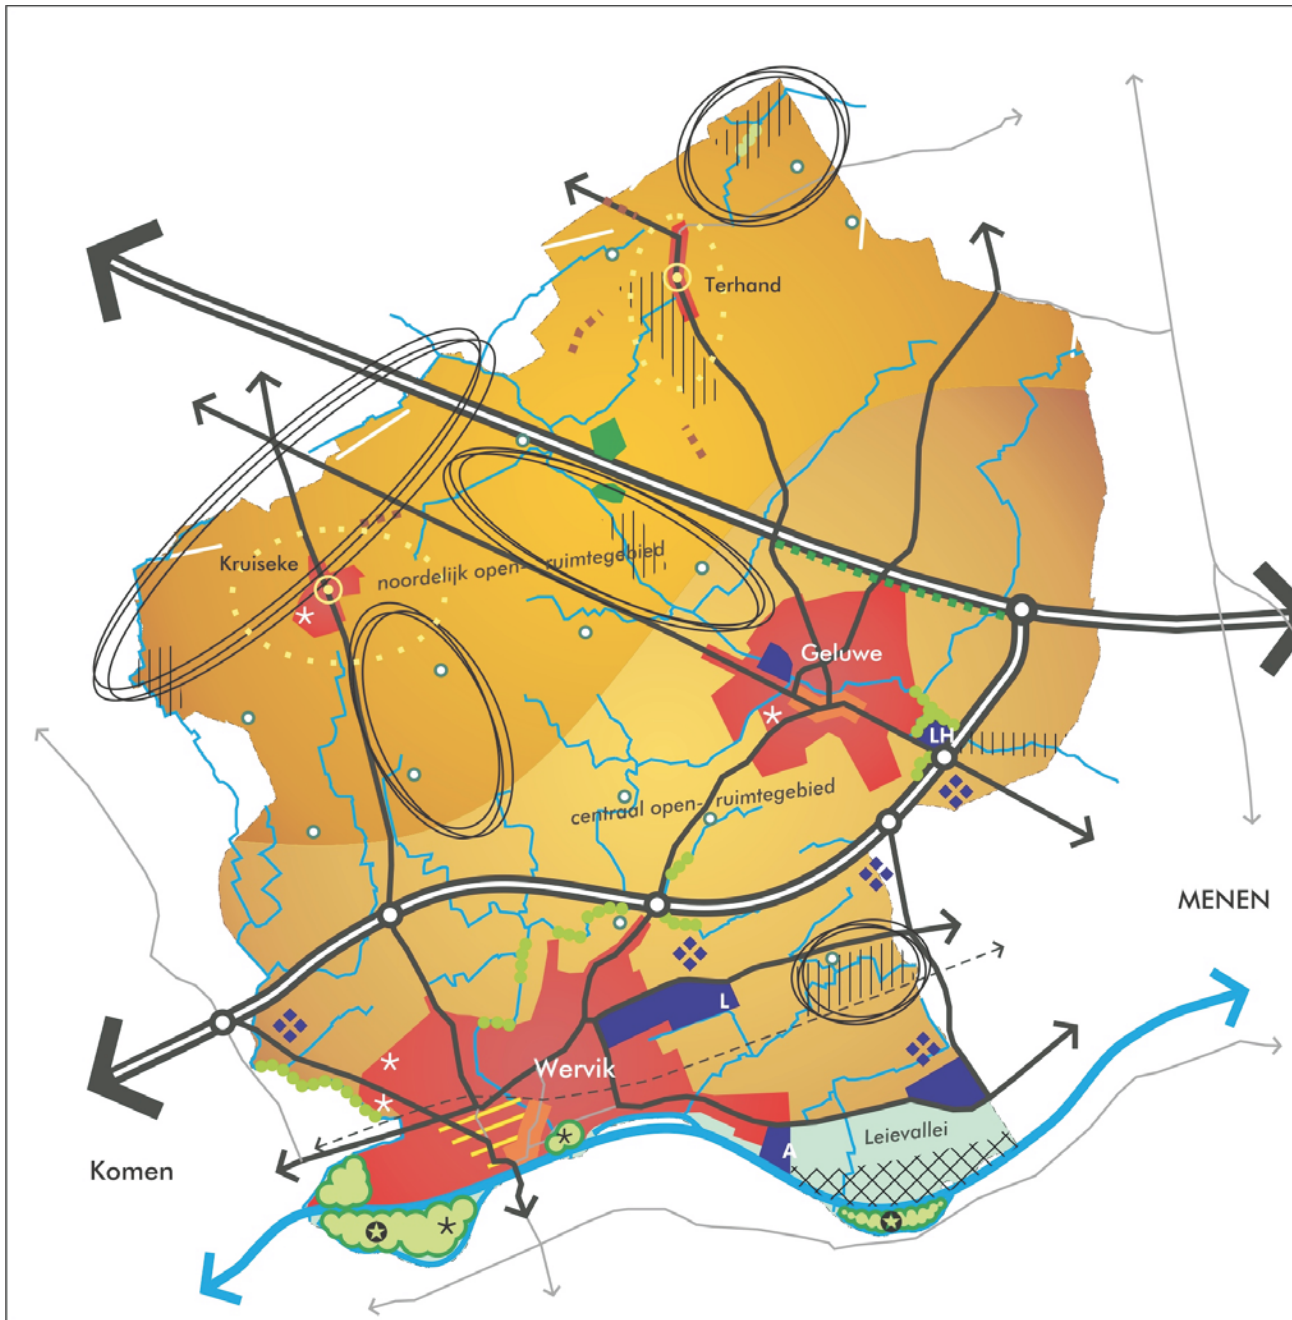 Terhand
Kruiseke
noordelijk open- ruimtegebied
Geluwe
LH
centraal open- ruimtegebied
MENEN
L
Wervik
A
Leievallei
Komen